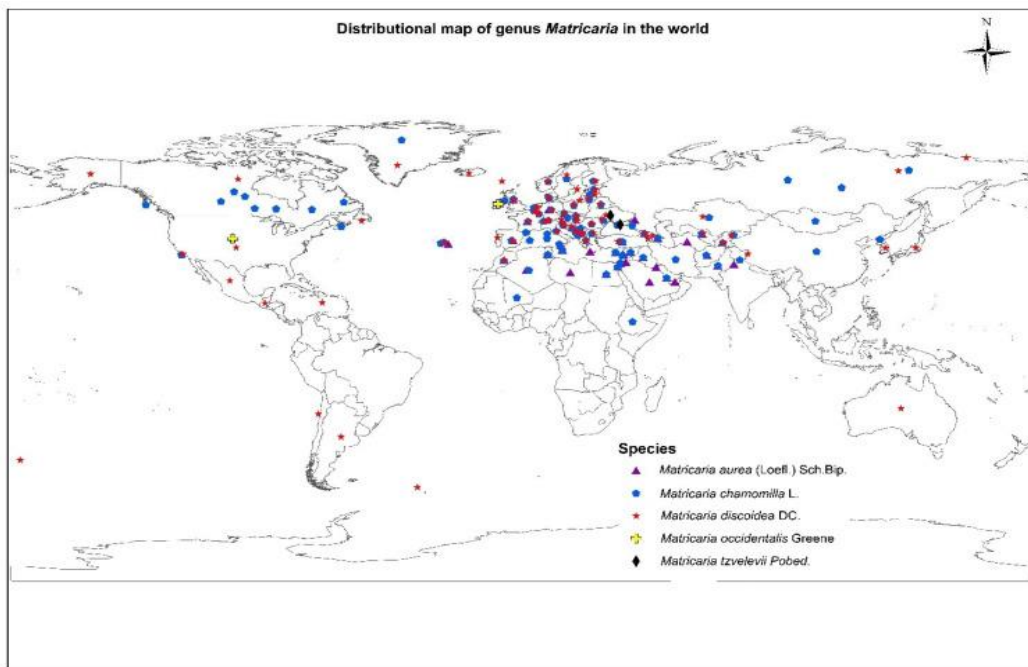 Distributional map of genus Matricaria in the world
N
Species
Matricaria aurea (Loefl.) Sch.Bip.
Matricaria chamomilla L.
Matricaria discoidea DC.
Matricaria occidentalis Greene
Matricaria tzvelevii Pobed.